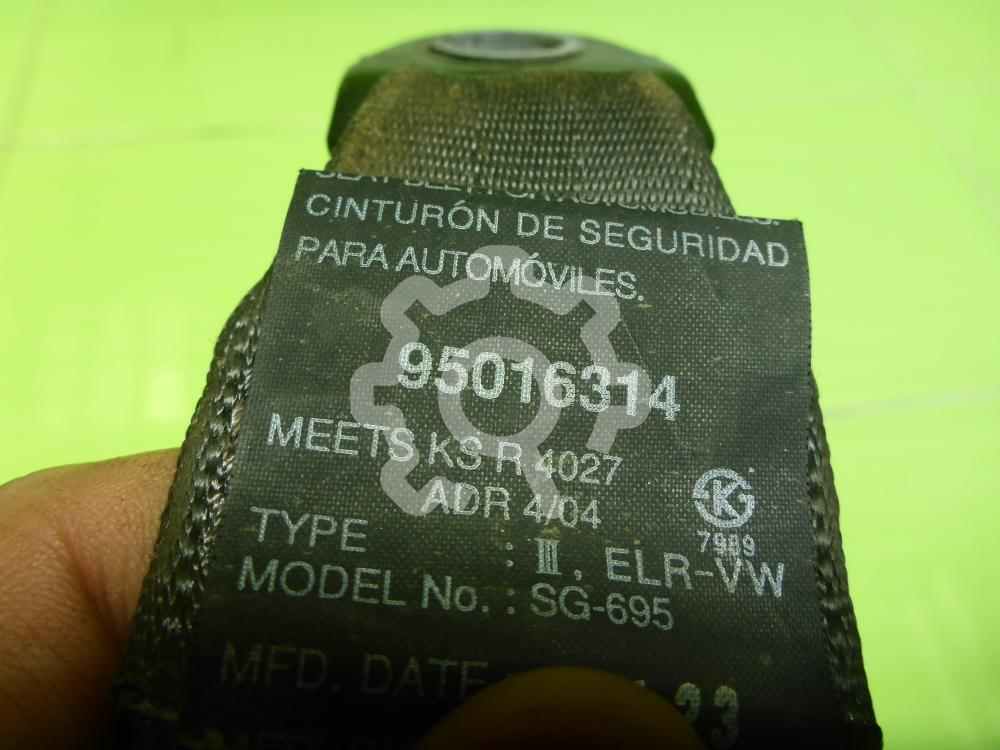 CINTURÓN DE SEGURIDAD
PARA AUTOMÓVILES.
95016314
MEETS KS R 4027
ADR 4/04
7989
TYPE : III, ELR-VW
MODEL No. : SG-695
MFD. DATE 23